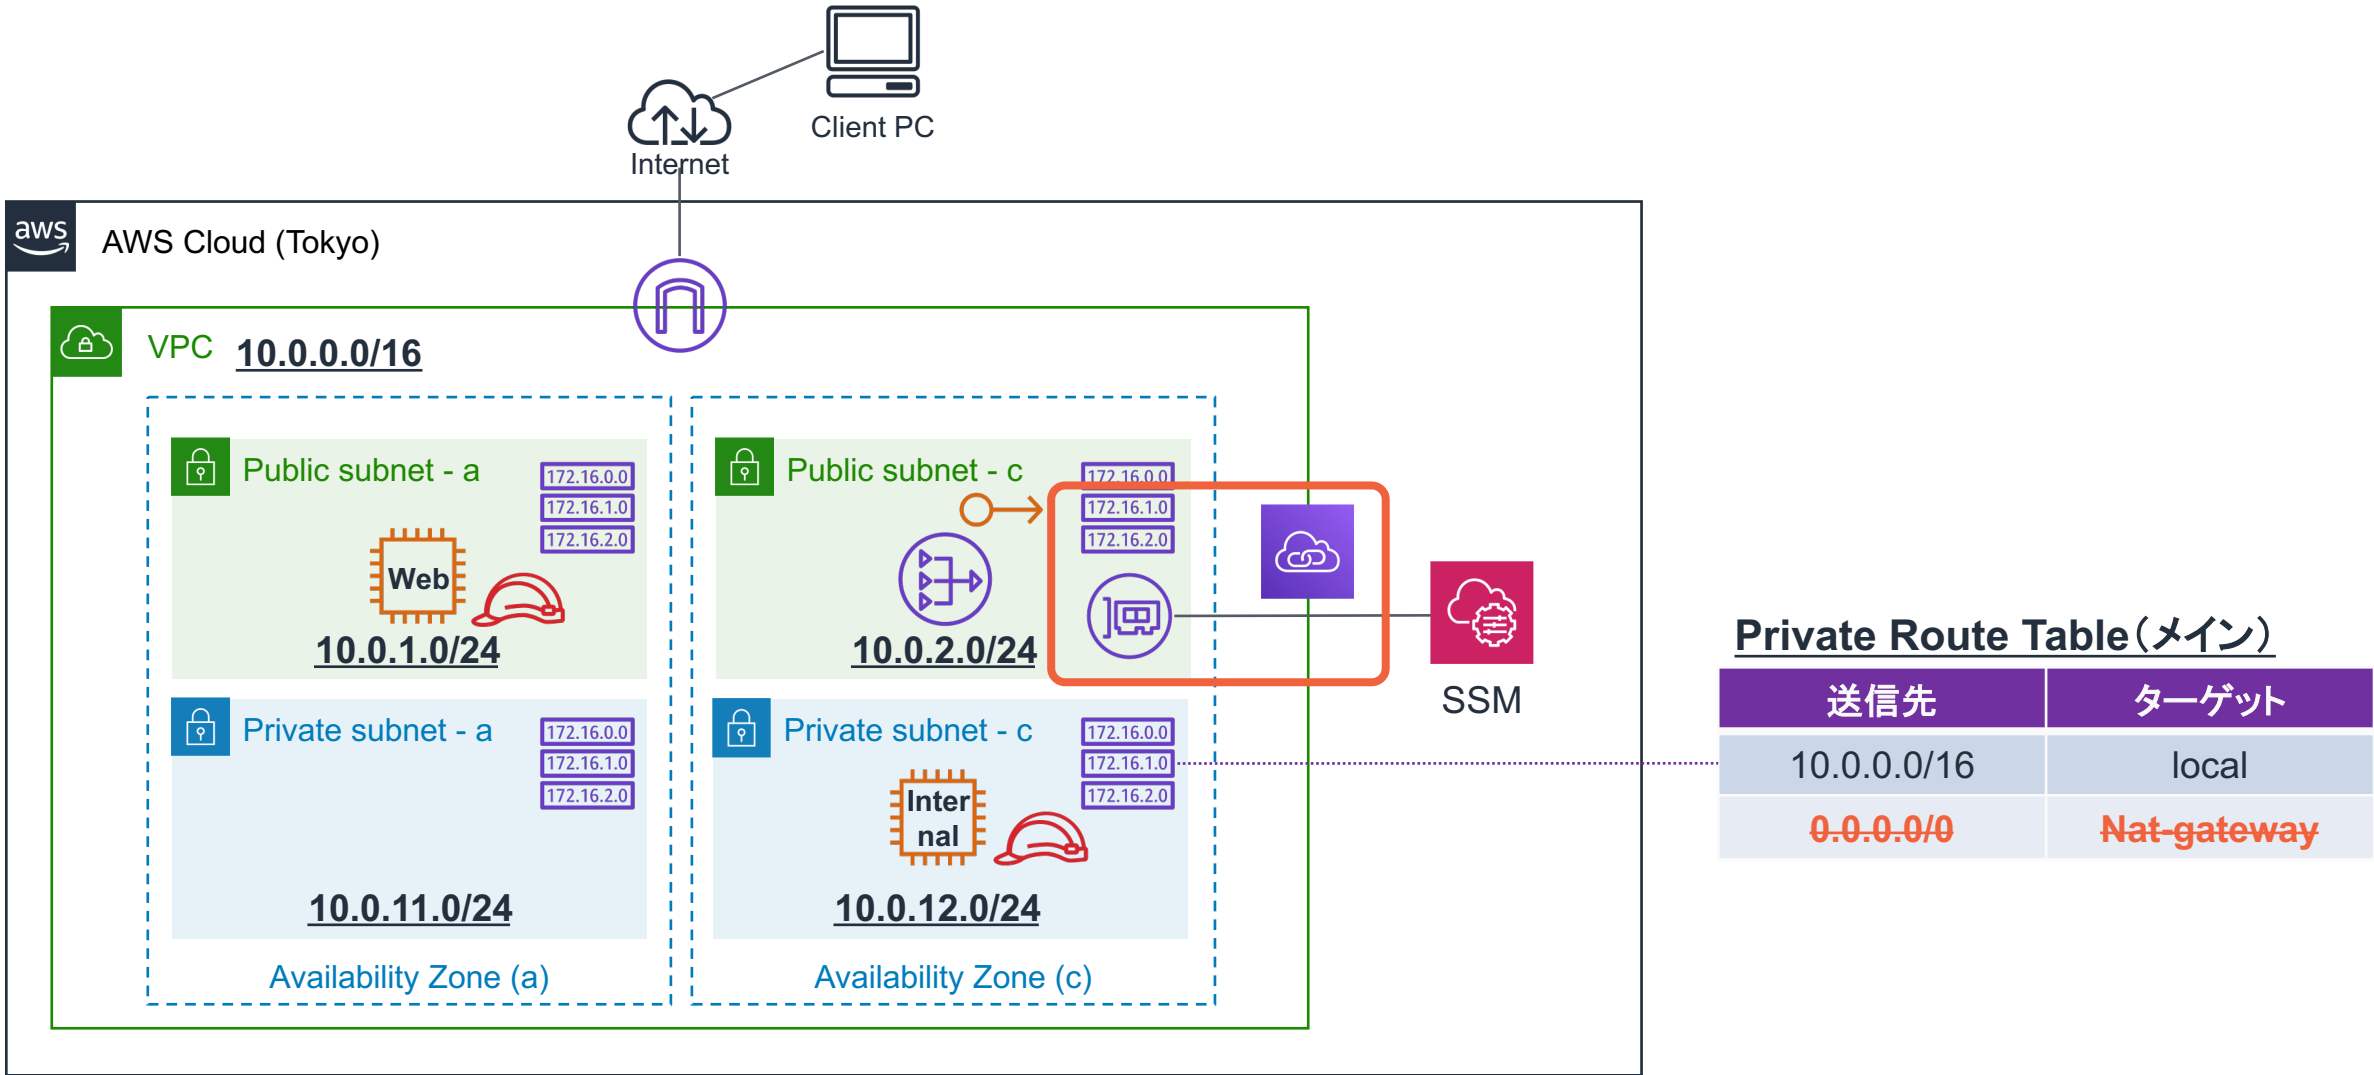 Client PC
Internet
aws
AWS Cloud (Tokyo)
VPC 10.0.0.0/16
Public subnet - a
172.16.0.0
172.16.1.0
172.16.2.0
Web
10.0.1.0/24
Public subnet - c
172.16.0.0
172.16.1.0
172.16.2.0
10.0.2.0/24
SSM
Private subnet - a
172.16.0.0
172.16.1.0
172.16.2.0
10.0.11.0/24
Private subnet - c
172.16.0.0
172.16.1.0
172.16.2.0
Inter
nal
10.0.12.0/24
Availability Zone (a)
Availability Zone (c)
Private Route Table（メイン）
送信先 ターゲット
10.0.0.0/16 local
0.0.0.0/0 Nat-gateway